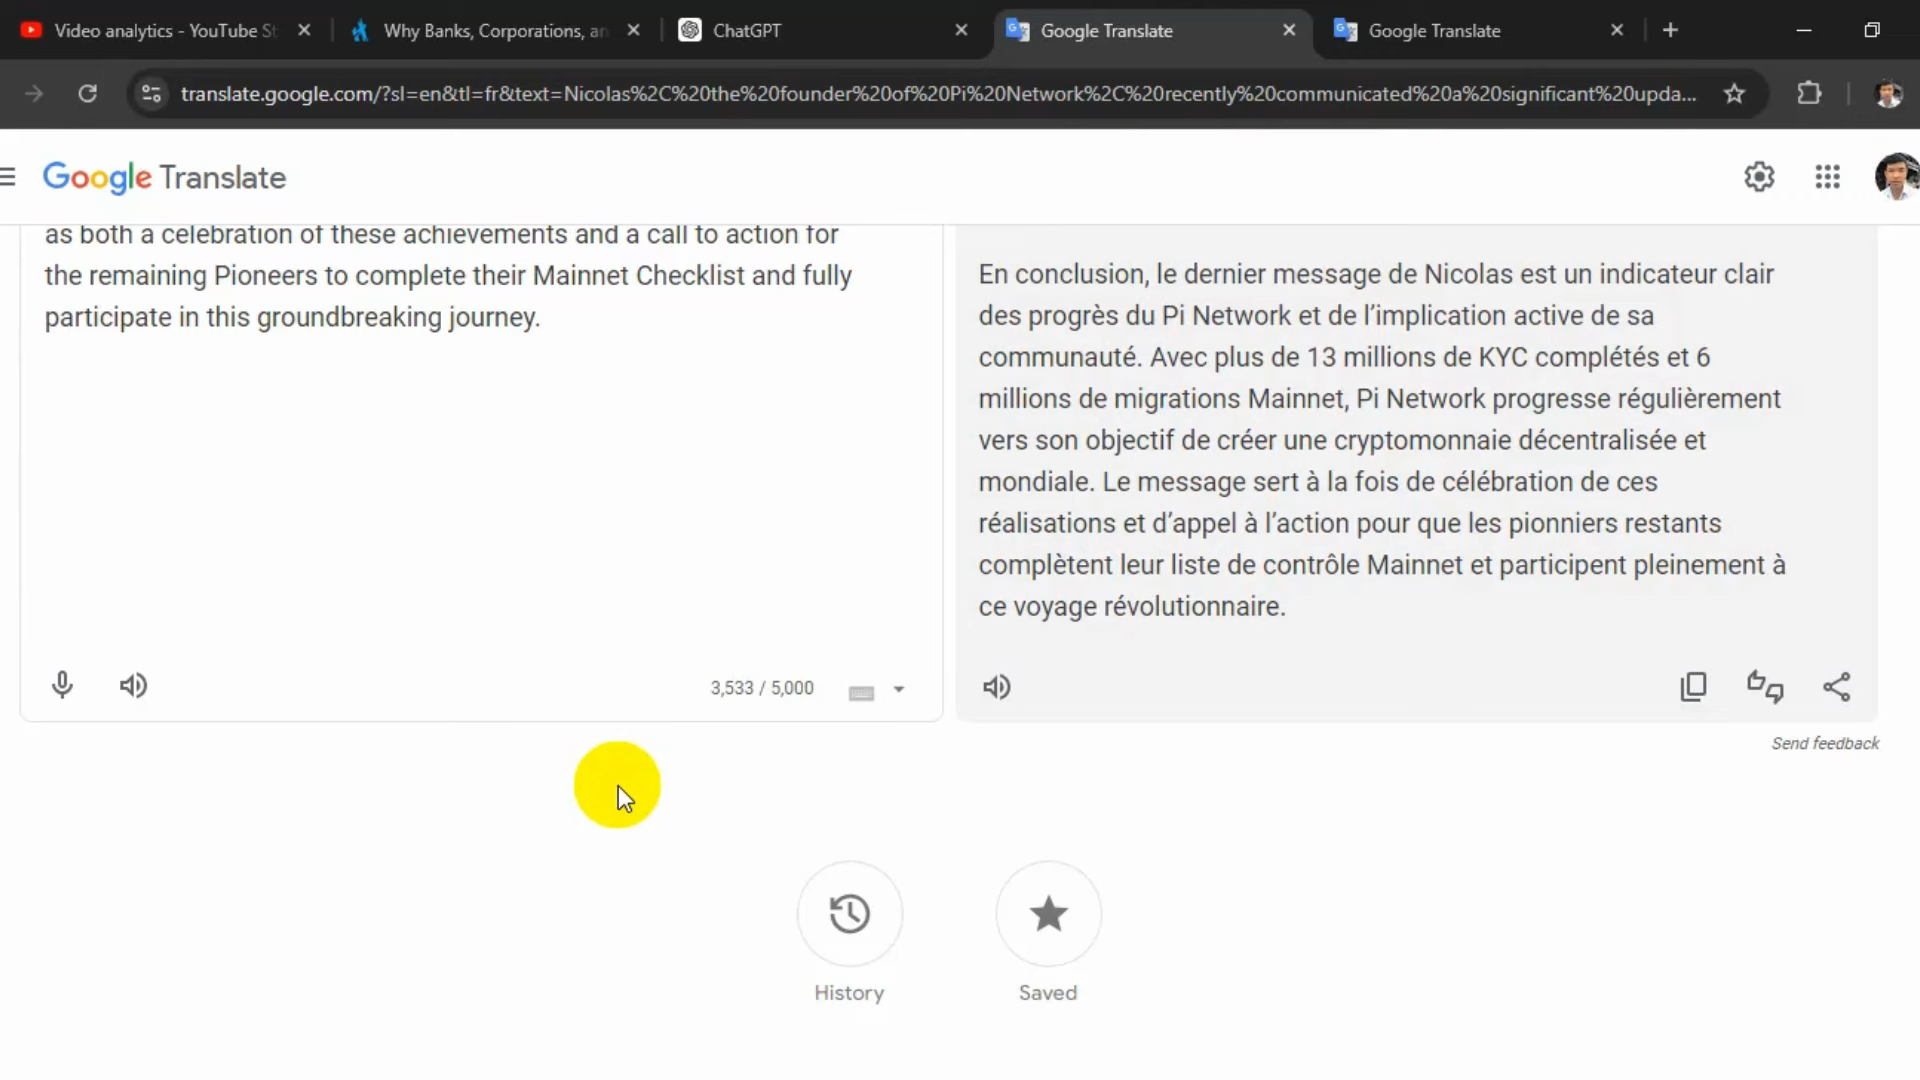 Video analytics - YouTube St
Why Banks, Corporations, an
ChatGPT
Google Translate
Google Translate
translate.google.com/?sl=en&tl=fr&text=Nicolas%2C%20the%20founder%20of%20Pi%20Network%2C%20recently%20communicated%20a%20significant%20upda...
Google Translate
as both a celebration of these achievements and a call to action for
the remaining Pioneers to complete their Mainnet Checklist and fully
participate in this groundbreaking journey.
3,533 / 5,000
En conclusion, le dernier message de Nicolas est un indicateur clair
des progrès du Pi Network et de l’implication active de sa
communauté. Avec plus de 13 millions de KYC complétés et 6
millions de migrations Mainnet, Pi Network progresse régulièrement
vers son objectif de créer une cryptomonnaie décentralisée et
mondiale. Le message sert à la fois de célébration de ces
réalisations et d’appel à l’action pour que les pionniers restants
complètent leur liste de contrôle Mainnet et participent pleinement à
ce voyage révolutionnaire.
Send feedback
History
Saved